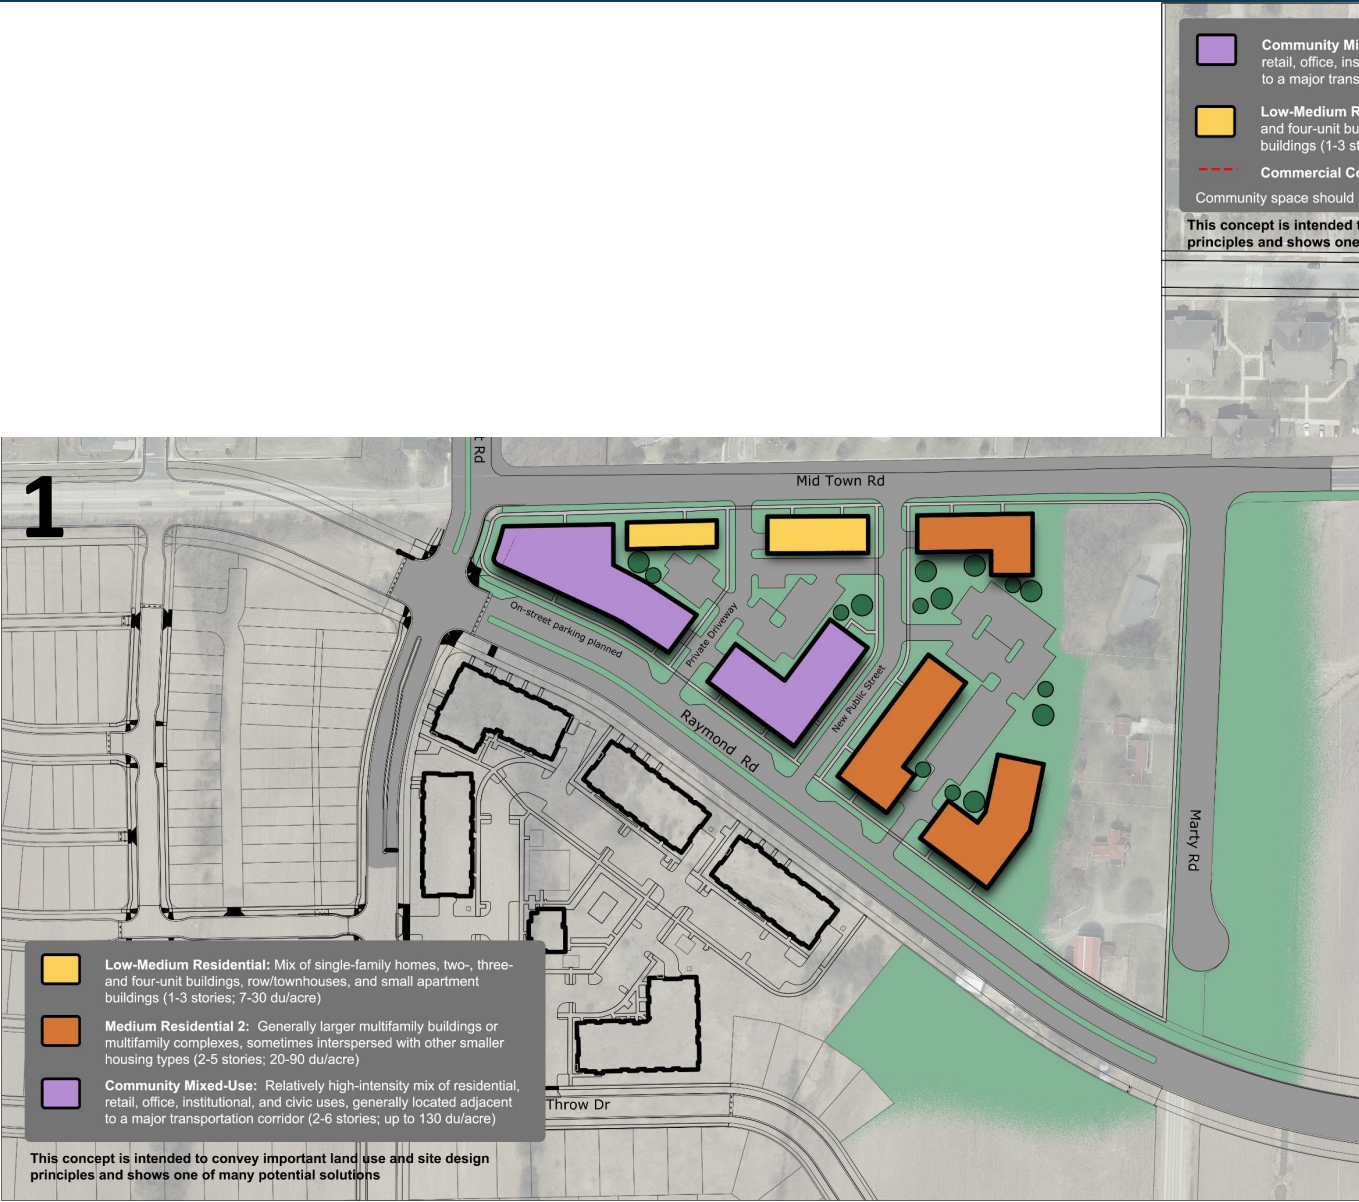 Community
retail, office,
to a major
Low-Medium
and four-unit
buildings (1-3
Commercial
Community space should
This concept is intended
principles and shows one
1
Rd
Mid Town Rd
On-street parking planned
Private Driveway
New Public Street
Raymond Rd
Marty Rd
Low-Medium Residential: Mix of single-family homes, two-, three-
and four-unit buildings, row/townhouses, and small apartment
buildings (1-3 stories; 7-30 du/acre)
Medium Residential 2: Generally larger multifamily buildings or
multifamily complexes, sometimes interspersed with other smaller
housing types (2-5 stories; 20-90 du/acre)
Community Mixed-Use: Relatively high-intensity mix of residential,
retail, office, institutional, and civic uses, generally located adjacent
to a major transportation corridor (2-6 stories; up to 130 du/acre)
Throw Dr
This concept is intended to convey important land use and site design
principles and shows one of many potential solutions